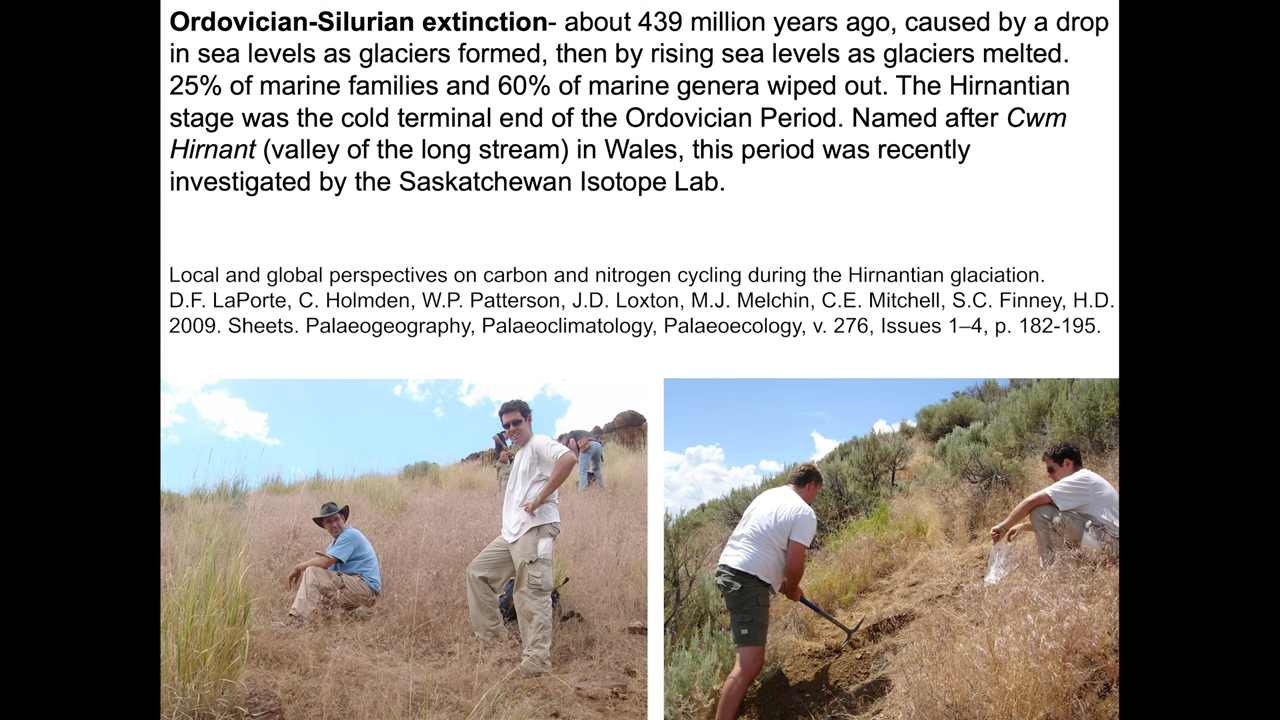 Ordovician-Silurian extinction- about 439 million years ago, caused by a drop
in sea levels as glaciers formed, then by rising sea levels as glaciers melted.
25% of marine families and 60% of marine genera wiped out. The Hirnantian
stage was the cold terminal end of the Ordovician Period. Named after Cwm
Hirnant (valley of the long stream) in Wales, this period was recently
investigated by the Saskatchewan Isotope Lab.
Local and global perspectives on carbon and nitrogen cycling during the Hirnantian glaciation.
D.F. LaPorte, C. Holmden, W.P. Patterson, J.D. Loxton, M.J. Melchin, C.E. Mitchell, S.C. Finney, H.D.
2009. Sheets. Palaeogeography, Palaeoclimatology, Palaeoecology, v. 276, Issues 1–4, p. 182-195.